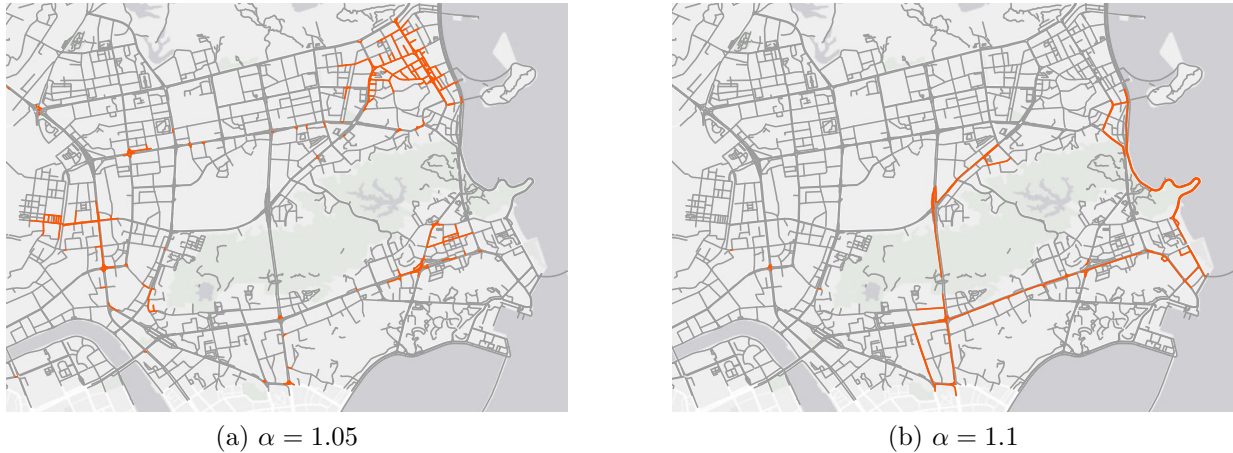 (a) α = 1.05
(b) α = 1.1